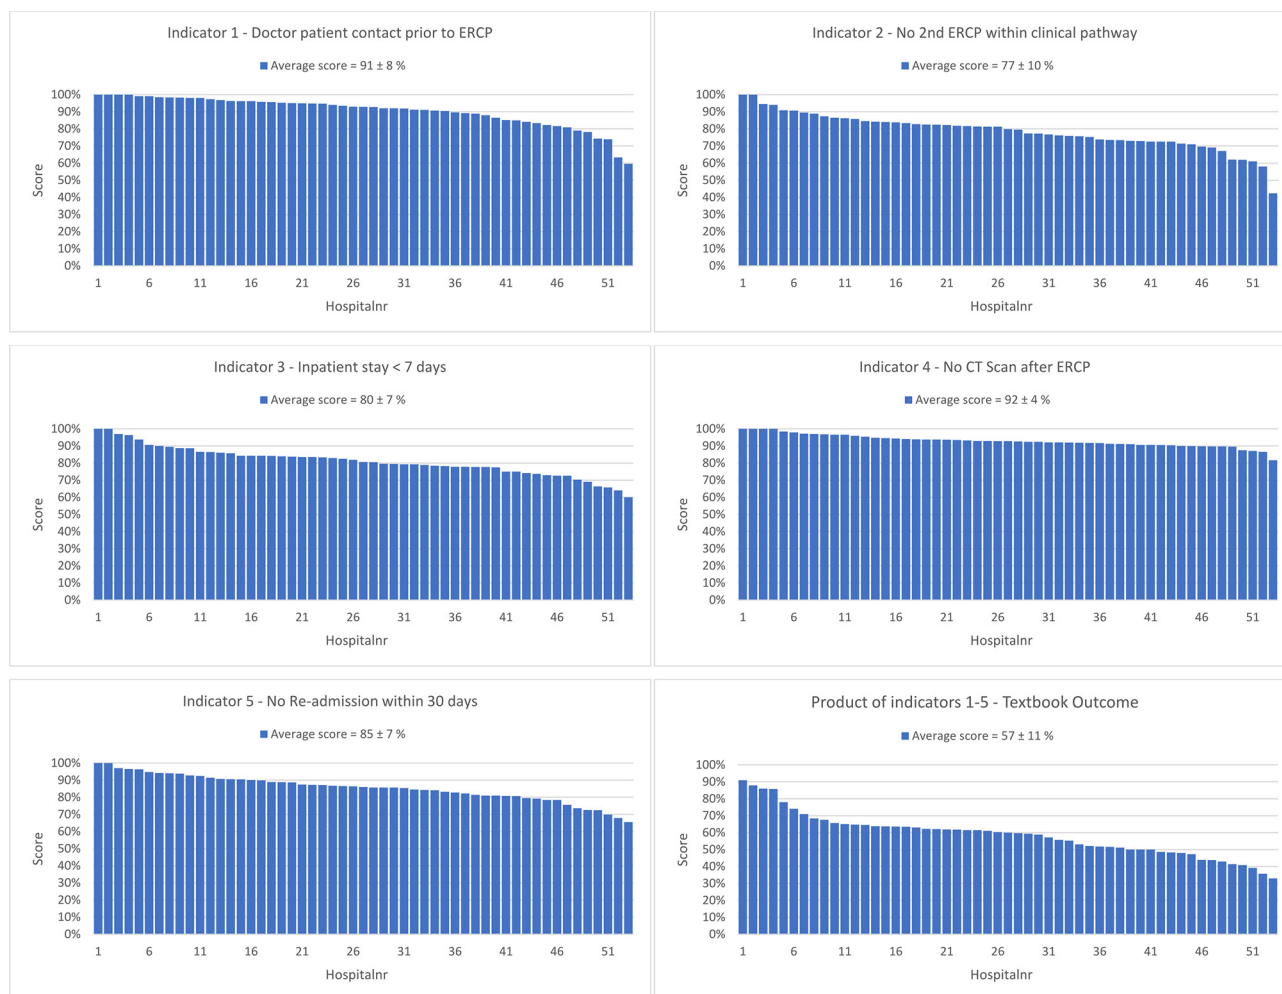 Indicator 1 - Doctor patient contact prior to ERCP
Average score = 91 ± 8 %
100%
90%
80%
70%
60%
50%
40%
30%
20%
10%
0%
Score
1 6 11 16 21 26 31 36 41 46 51
Hospitalnr
Indicator 2 - No 2nd ERCP within clinical pathway
Average score = 77 ± 10 %
100%
90%
80%
70%
60%
50%
40%
30%
20%
10%
0%
Score
1 6 11 16 21 26 31 36 41 46 51
Hospitalnr
Indicator 3 - Inpatient stay < 7 days
Average score = 80 ± 7 %
100%
90%
80%
70%
60%
50%
40%
30%
20%
10%
0%
Score
1 6 11 16 21 26 31 36 41 46 51
Hospitalnr
Indicator 4 - No CT Scan after ERCP
Average score = 92 ± 4 %
100%
90%
80%
70%
60%
50%
40%
30%
20%
10%
0%
Score
1 6 11 16 21 26 31 36 41 46 51
Hospitalnr
Indicator 5 - No Re-admission within 30 days
Average score = 85 ± 7 %
100%
90%
80%
70%
60%
50%
40%
30%
20%
10%
0%
Score
1 6 11 16 21 26 31 36 41 46 51
Hospitalnr
Product of indicators 1-5 - Textbook Outcome
Average score = 57 ± 11 %
100%
90%
80%
70%
60%
50%
40%
30%
20%
10%
0%
Score
1 6 11 16 21 26 31 36 41 46 51
Hospitalnr